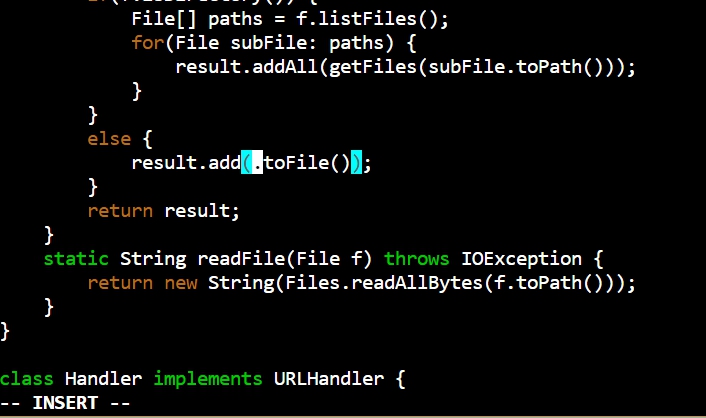 File[] paths = f.listFiles();
for(File subFile: paths) {
result.addAll(getFiles(subFile.toPath()));
}
}
else {
result.add(.toFile());
}
return result;
}
static String readFile(File f) throws IOException {
return new String(Files.readAllBytes(f.toPath()));
}
}
class Handler implements URLHandler {
-- INSERT --